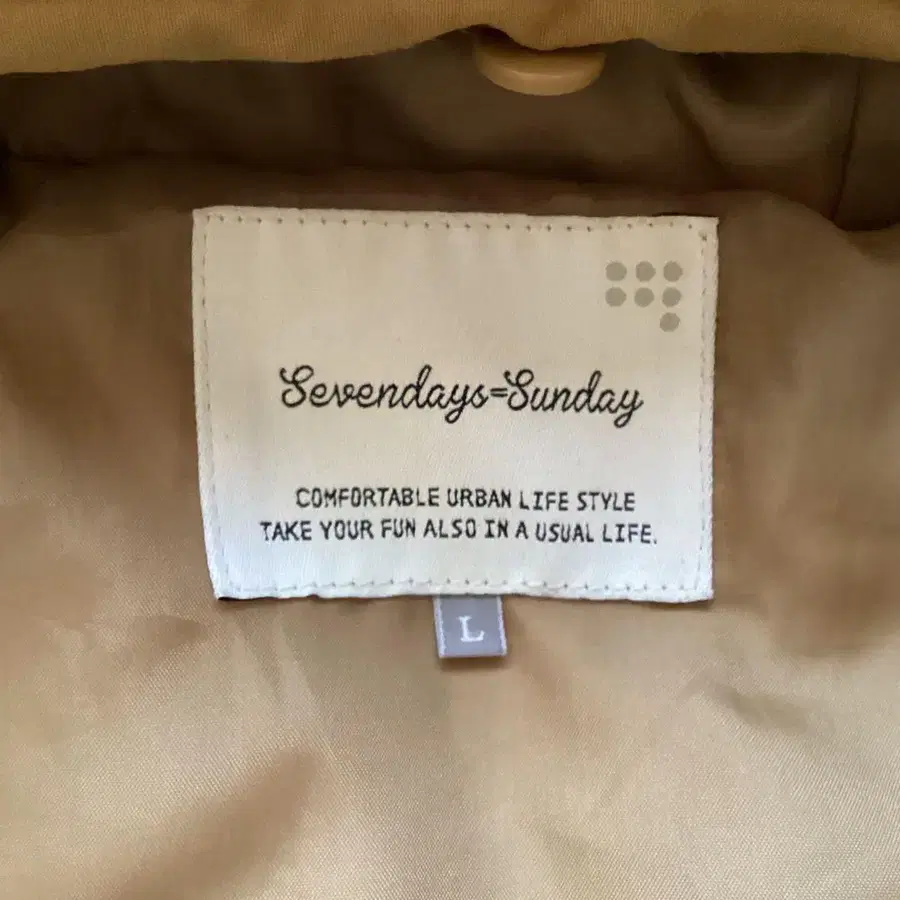 Sevendays=Sunday
COMFORTABLE URBAN LIFE STYLE
TAKE YOUR FUN ALSO IN A USUAL LIFE.
L